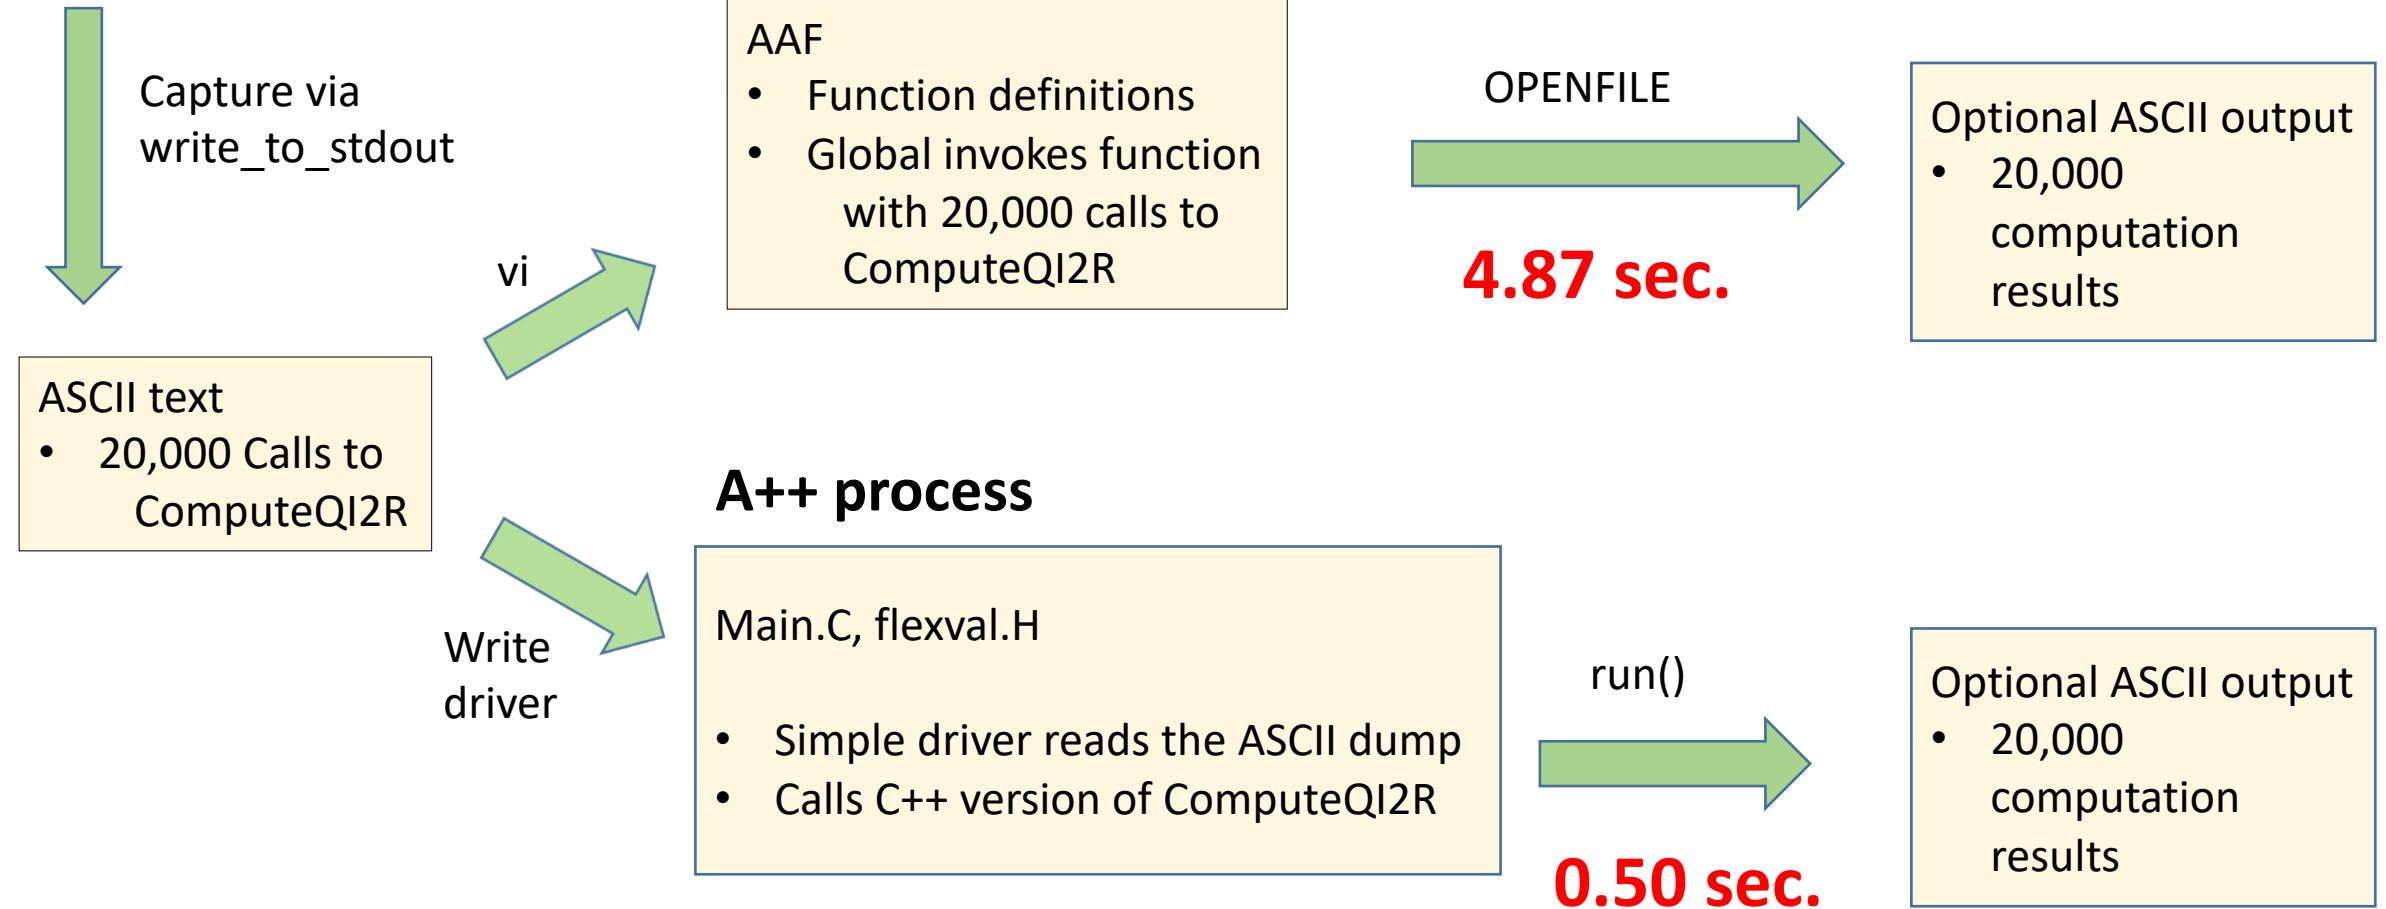 Capture via
write_to_stdout
AAF
• Function definitions
• Global invokes function
with 20,000 calls to
ComputeQI2R
OPENFILE
4.87 sec.
Optional ASCII output
• 20,000
computation
results
vi
ASCII text
• 20,000 Calls to
ComputeQI2R
Write
driver
A++ process
Main.C, flexval.H
• Simple driver reads the ASCII dump
• Calls C++ version of ComputeQI2R
run()
0.50 sec.
Optional ASCII output
• 20,000
computation
results